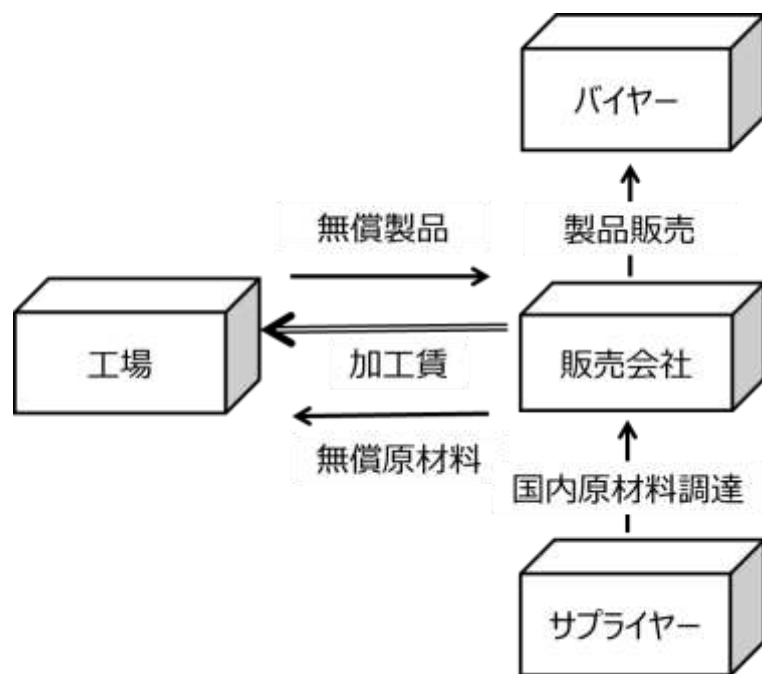 バイヤー
無償製品
製品販売
工場
加工賃
販売会社
無償原材料
国内原材料調達
サプライヤー